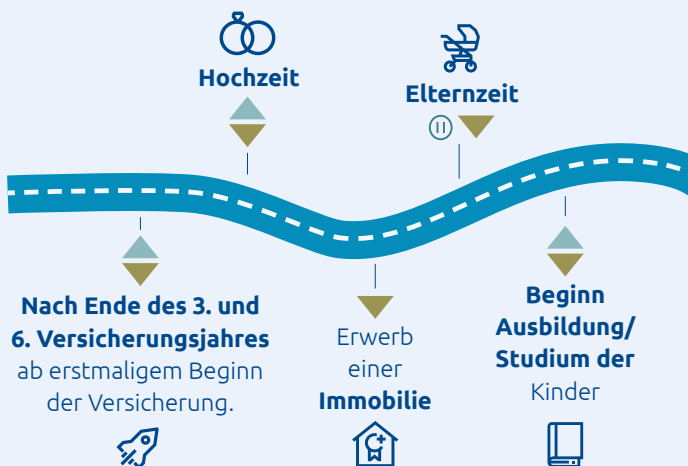 Hochzeit
Elternzeit
Nach Ende des 3. und
6. Versicherungsjahres
ab erstmaligem Beginn
der Versicherung.
Erwerb
einer
Immobilie
Beginn
Ausbildung/
Studium der
Kinder